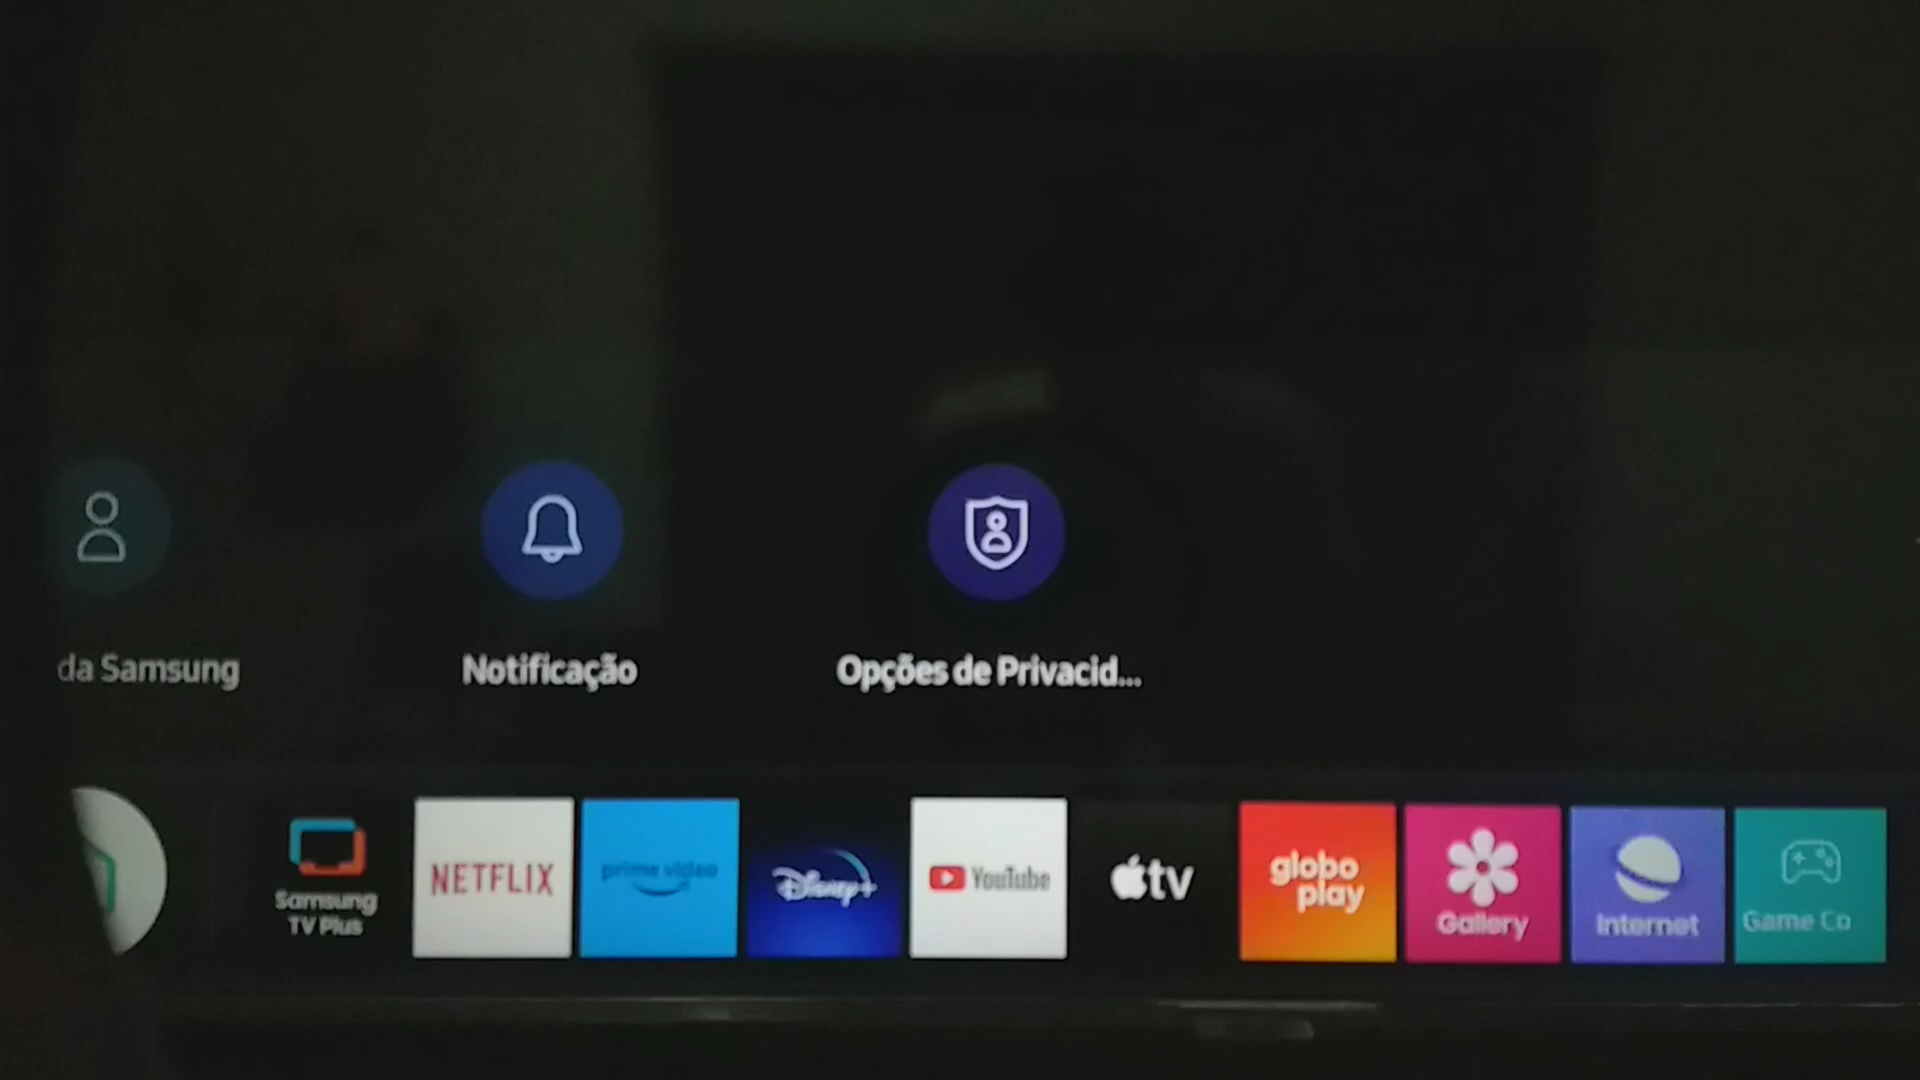 da Samsung
Notificação
Opções de Privacid...
Samsung
TV Plus
NETFLIX
prime video
Disney+
YouTube
tv
globo
play
Gallery
Internet
Game Co